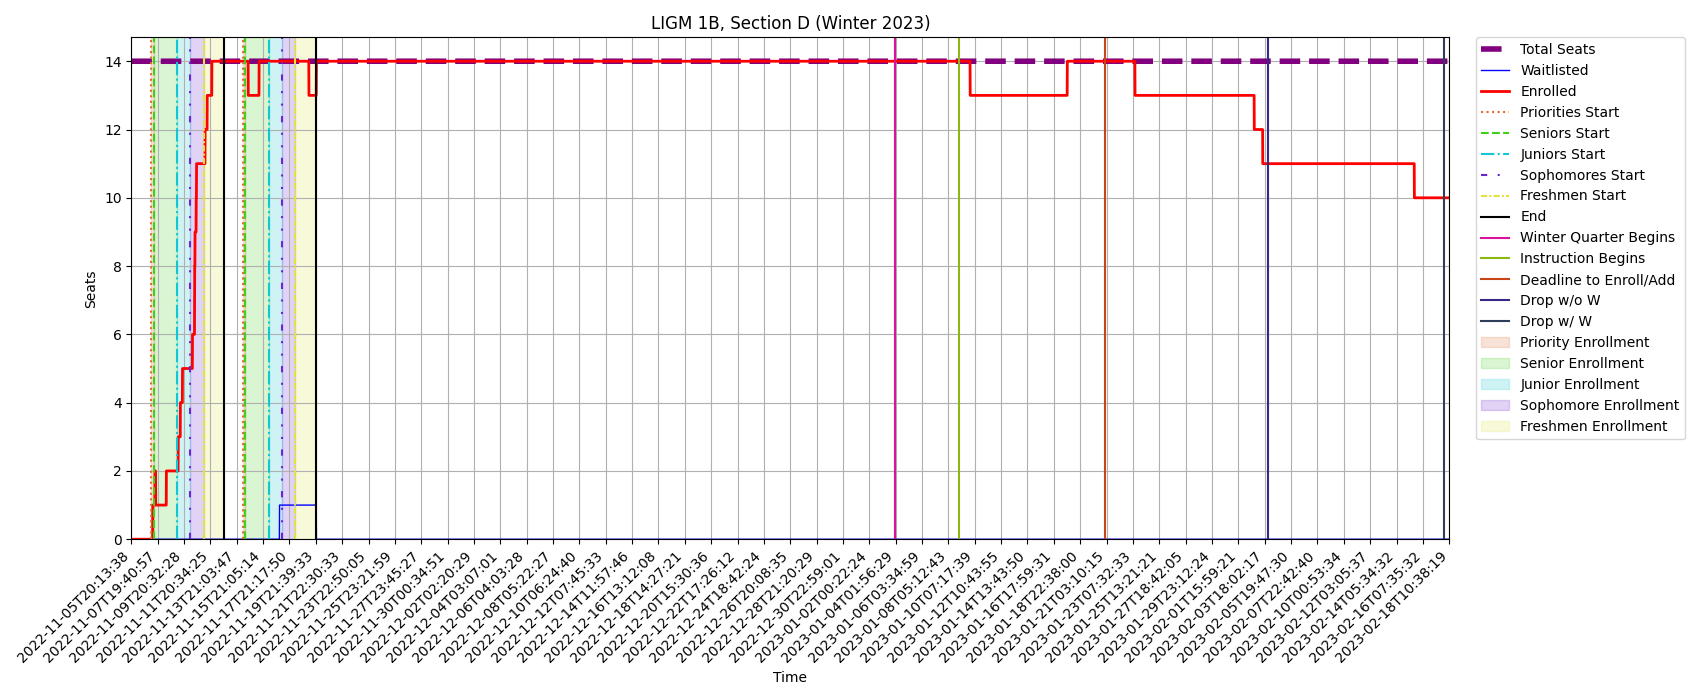 LIGM 1B, Section D (Winter 2023)
Total Seats
Waitlisted
Enrolled
Priorities Start
Seniors Start
Juniors Start
Sophomores Start
Freshmen Start
End
Winter Quarter Begins
Instruction Begins
Deadline to Enroll/Add
Drop w/o W
Drop w/ W
Priority Enrollment
Senior Enrollment
Junior Enrollment
Sophomore Enrollment
Freshmen Enrollment
Seats
14
12
10
8
6
4
2
0
2022-11-05T20:13:38
2022-11-07T19:40:57
2022-11-09T20:32:28
2022-11-11T20:34:25
2022-11-13T21:03:47
2022-11-15T21:05:14
2022-11-17T21:17:50
2022-11-19T21:39:33
2022-11-21T22:30:33
2022-11-23T22:50:05
2022-11-25T23:21:59
2022-11-27T23:45:27
2022-11-30T00:34:51
2022-12-02T02:20:29
2022-12-04T03:07:01
2022-12-06T04:03:28
2022-12-08T05:22:27
2022-12-10T06:24:40
2022-12-12T07:45:33
2022-12-14T11:57:46
2022-12-16T13:12:08
2022-12-18T14:27:21
2022-12-20T15:30:36
2022-12-22T17:26:12
2022-12-24T18:42:24
2022-12-26T20:08:35
2022-12-28T21:20:29
2022-12-30T22:59:01
2023-01-02T00:22:24
2023-01-04T01:56:29
2023-01-06T03:34:59
2023-01-08T05:12:43
2023-01-10T07:17:39
2023-01-12T10:43:55
2023-01-14T13:43:50
2023-01-16T17:59:31
2023-01-18T22:38:00
2023-01-21T03:10:15
2023-01-23T07:32:33
2023-01-25T13:21:21
2023-01-27T18:42:05
2023-01-29T23:12:24
2023-02-01T15:59:21
2023-02-03T18:02:17
2023-02-05T19:47:30
2023-02-07T22:42:40
2023-02-10T00:53:34
2023-02-12T03:05:37
2023-02-14T05:34:32
2023-02-16T07:35:32
2023-02-18T10:38:19
Time